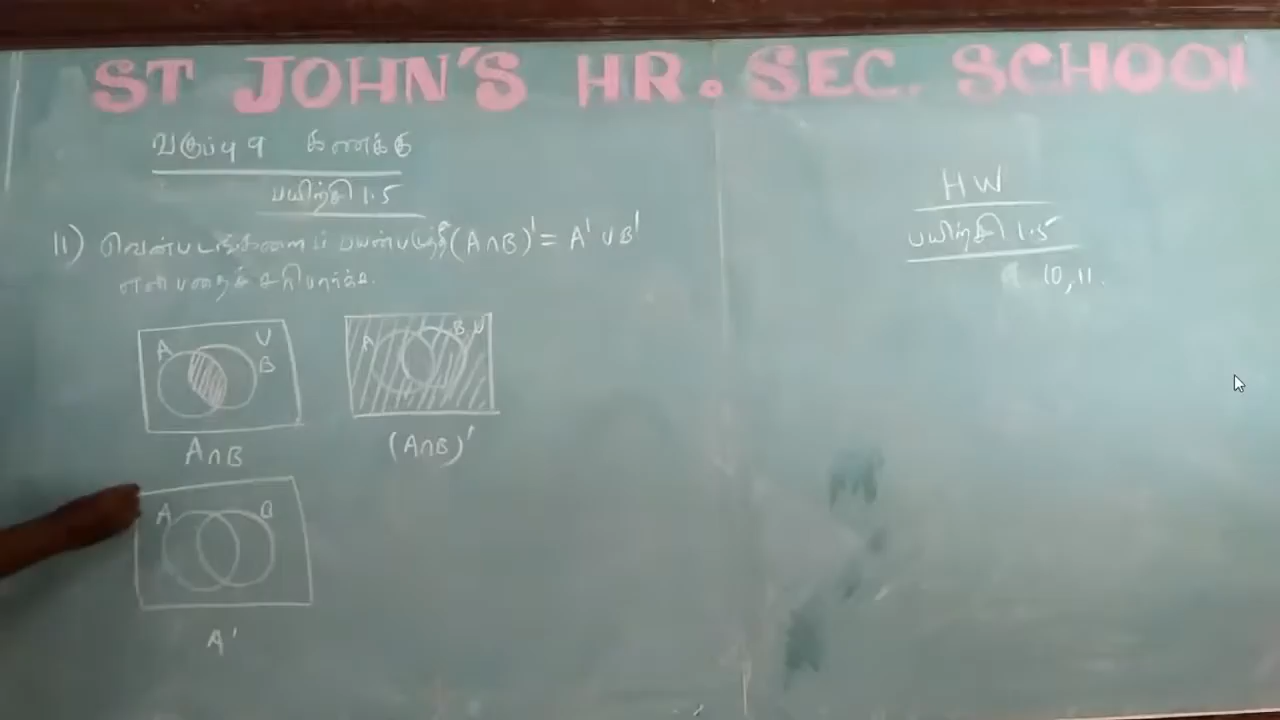 ST JOHN'S HR. SEC. SCHOOL
வகுப்பு 9 கணக்கு
பயிற்சி 1.5
11) வென்படங்களைப் பயன்படுத்தி (A∩B)' = A' ∪ B'
என்பதைச் சரிபார்க்க.
A U
B
A∩B
A B U
(A∩B)'
A B
A'
HW
பயிற்சி 1.5
10, 11.